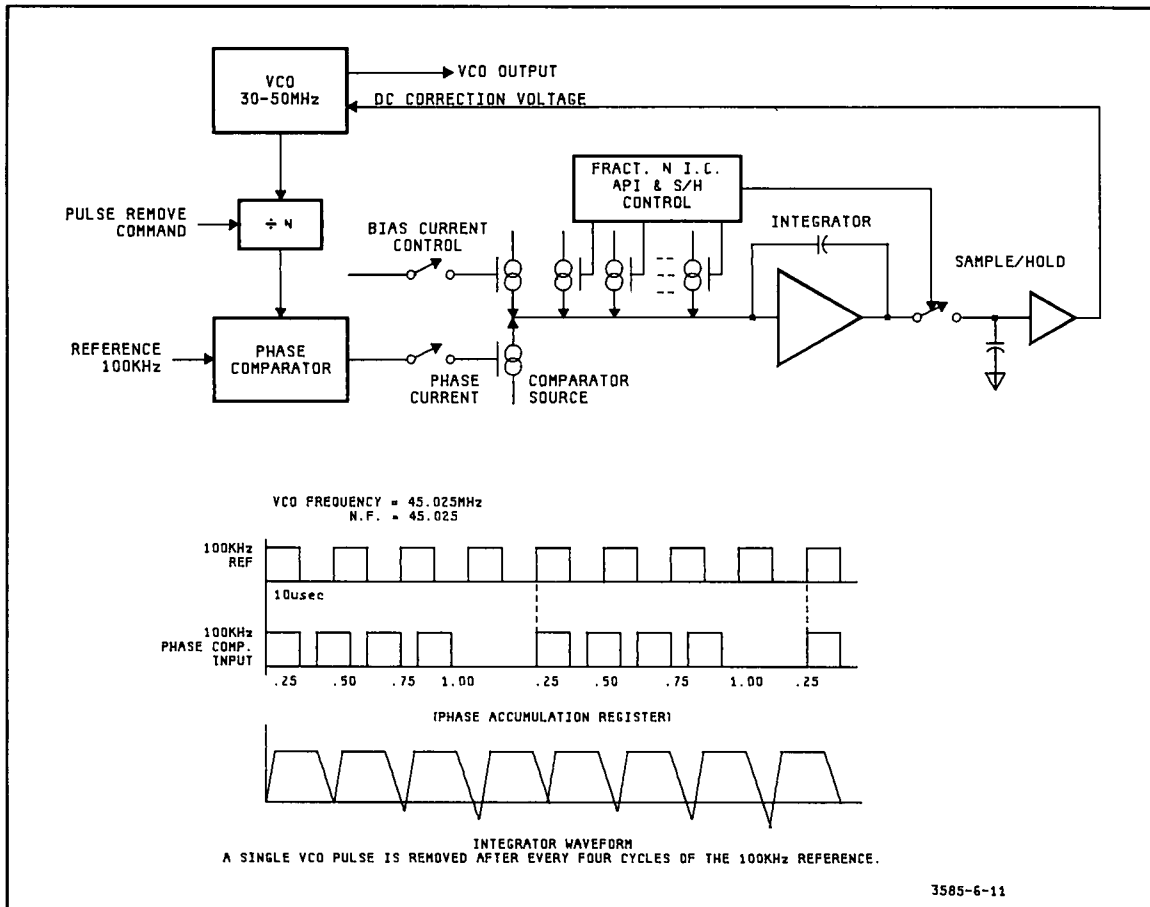 VCO
30-50MHz
VCO OUTPUT
DC CORRECTION VOLTAGE
FRACT. N I.C.
API & S/H
CONTROL
PULSE REMOVE
COMMAND
÷ N
BIAS CURRENT
CONTROL
INTEGRATOR
SAMPLE/HOLD
REFERENCE
100KHz
PHASE
COMPARATOR
PHASE
CURRENT
COMPARATOR
SOURCE
VCO FREQUENCY = 45.025MHz
N.F. = 45.025
100KHz
REF
10usec
100KHz
PHASE COMP.
INPUT
.25 .50 .75 1.00 .25 .50 .75 1.00 .25
(PHASE ACCUMULATION REGISTER)
INTEGRATOR WAVEFORM
A SINGLE VCO PULSE IS REMOVED AFTER EVERY FOUR CYCLES OF THE 100KHz REFERENCE.
3585-6-11